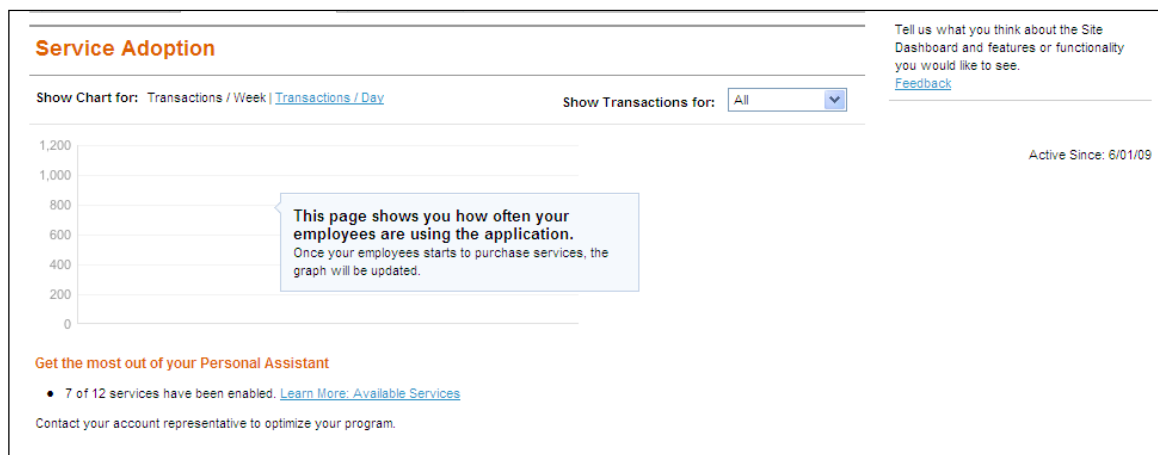 Service Adoption
Show Chart for: Transactions / Week | Transactions / Day
Show Transactions for: All
1,200
1,000
800
600
400
200
0
This page shows you how often your
employees are using the application.
Once your employees starts to purchase services, the
graph will be updated.
Get the most out of your Personal Assistant
• 7 of 12 services have been enabled. Learn More: Available Services
Contact your account representative to optimize your program.
Tell us what you think about the Site
Dashboard and features or functionality
you would like to see.
Feedback
Active Since: 6/01/09